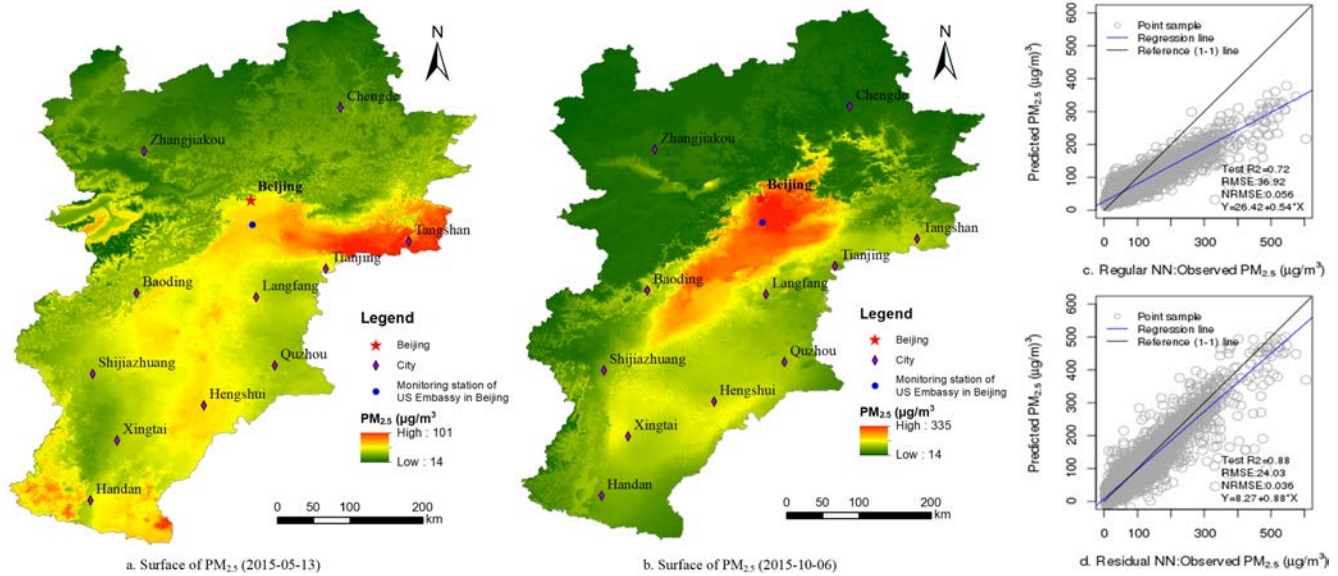 N
Chengde
Zhangjiakou
Beijing
Tangshan
Tianjing
Baoding
Langfang
Legend
Beijing
City
Monitoring station of
US Embassy in Beijing
Shijiazhuang
Quzhou
Hengshui
PM2.5 (µg/m³
High : 101
Low : 14
Xingtai
Handan
0 50 100 200
km
a. Surface of PM2.5 (2015-05-13)
N
Chengde
Zhangjiakou
Beijing
Tangshan
Tianjing
Baoding
Langfang
Legend
Beijing
City
Monitoring station of
US Embassy in Beijing
Shijiazhuang
Quzhou
Hengshui
PM2.5 (µg/m³
High : 335
Low : 14
Xingtai
Handan
0 50 100 200
km
b. Surface of PM2.5 (2015-10-06)
Predicted PM2.5 (µg/m)³
600
500
400
300
200
100
0
Point sample
Regression line
Reference (1-1) line
Test R2=0.72
RMSE:36.92
NRMSE:0.056
Y=26.42+0.54*X
0 100 300 500
c. Regular NN:Observed PM2.5 (µg/m³)
Predicted PM2.5 (µg/m)³
600
500
400
300
200
100
0
Point sample
Regression line
Reference (1-1) line
Test R2=0.88
RMSE:24.03
NRMSE:0.036
Y=8.27+0.88*X
0 100 300 500
d. Residual NN:Observed PM2.5 (µg/m³)